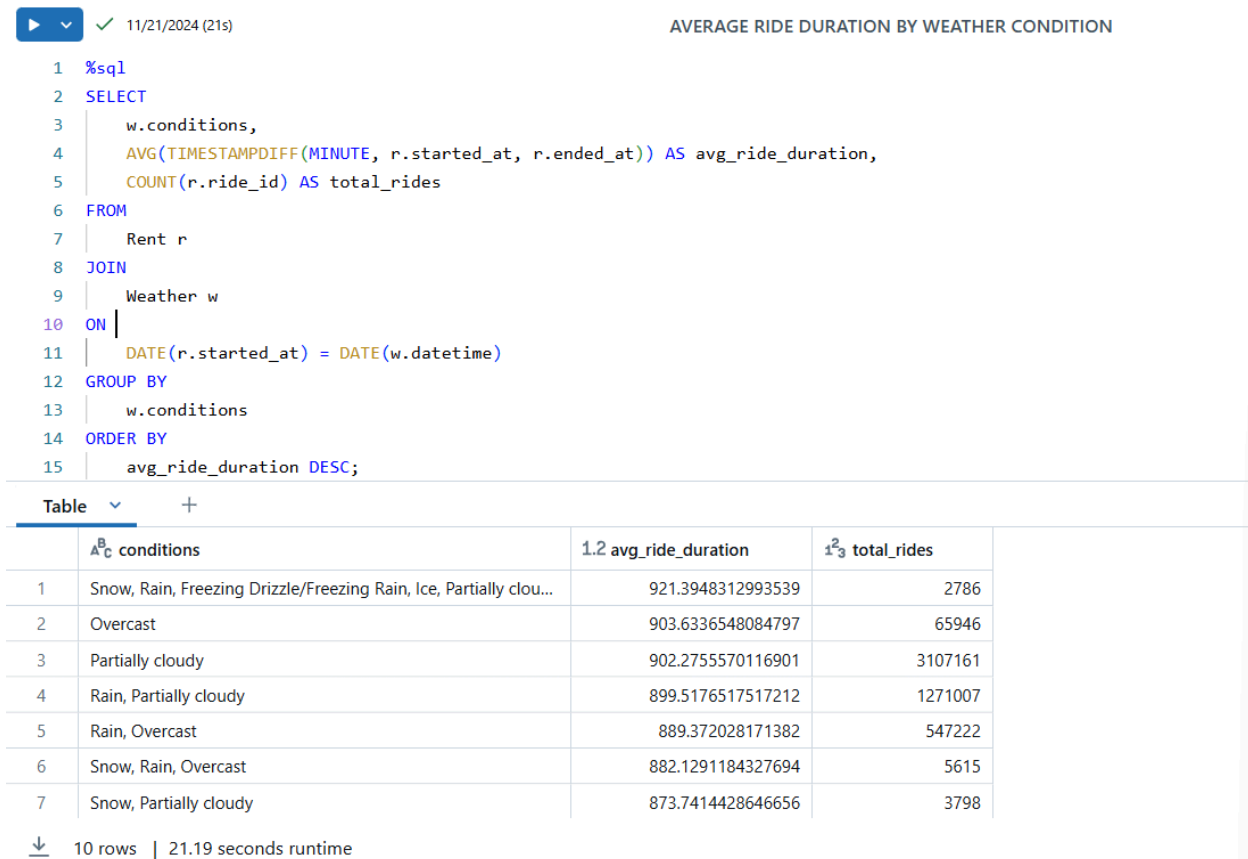 11/21/2024 (21s)
AVERAGE RIDE DURATION BY WEATHER CONDITION
1 %sql
2 SELECT
3 w.conditions,
4 AVG(TIMESTAMPDIFF(MINUTE, r.started_at, r.ended_at)) AS avg_ride_duration,
5 COUNT(r.ride_id) AS total_rides
6 FROM
7 Rent r
8 JOIN
9 Weather w
10 ON
11 DATE(r.started_at) = DATE(w.datetime)
12 GROUP BY
13 w.conditions
14 ORDER BY
15 avg_ride_duration DESC;
Table
ABC conditions 1.2 avg_ride_duration 123 total_rides
1 Snow, Rain, Freezing Drizzle/Freezing Rain, Ice, Partially clou... 921.3948312993539 2786
2 Overcast 903.6336548084797 65946
3 Partially cloudy 902.2755570116901 3107161
4 Rain, Partially cloudy 899.5176517517212 1271007
5 Rain, Overcast 889.372028171382 547222
6 Snow, Rain, Overcast 882.1291184327694 5615
7 Snow, Partially cloudy 873.7414428646656 3798
10 rows | 21.19 seconds runtime